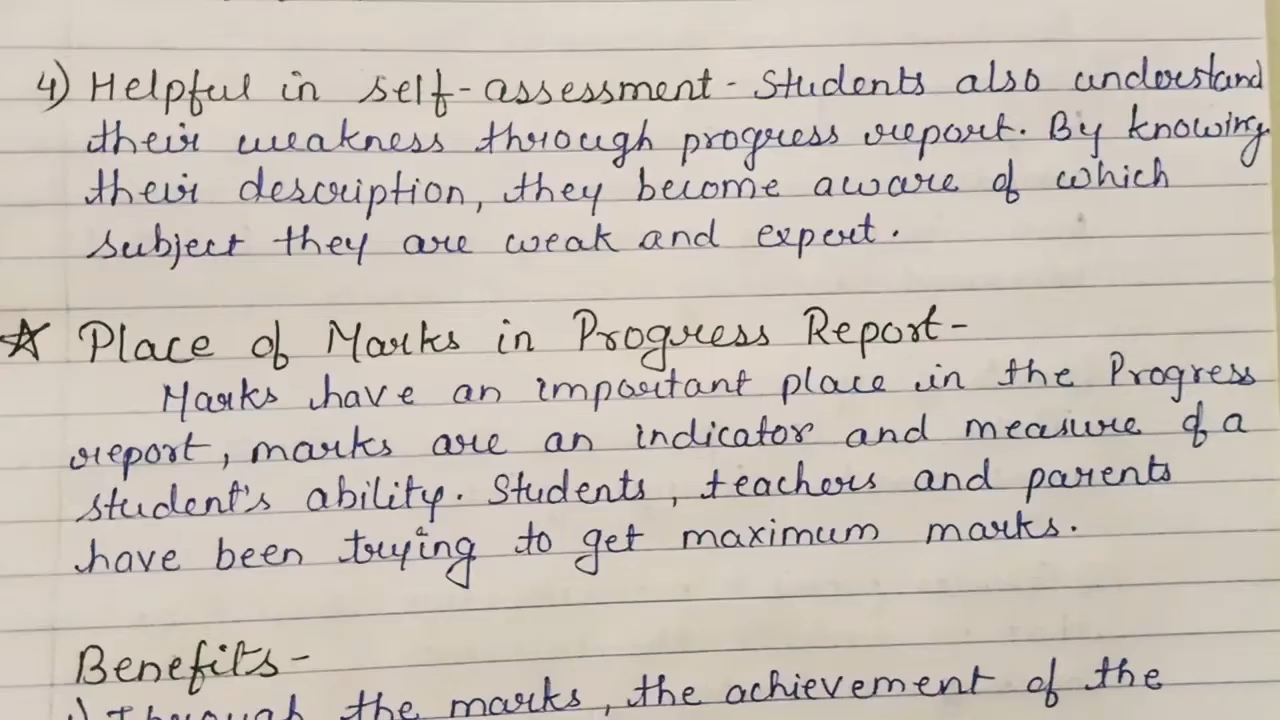 4) Helpful in self-assessment - Students also understand
their weakness through progress report. By knowing
their description, they become aware of which
subject they are weak and expert.
☆ Place of Marks in Progress Report-
Marks have an important place in the Progress
report, marks are an indicator and measure of a
student's ability. Students, teachers and parents
have been trying to get maximum marks.
Benefits-
1) Through the marks, the achievement of the